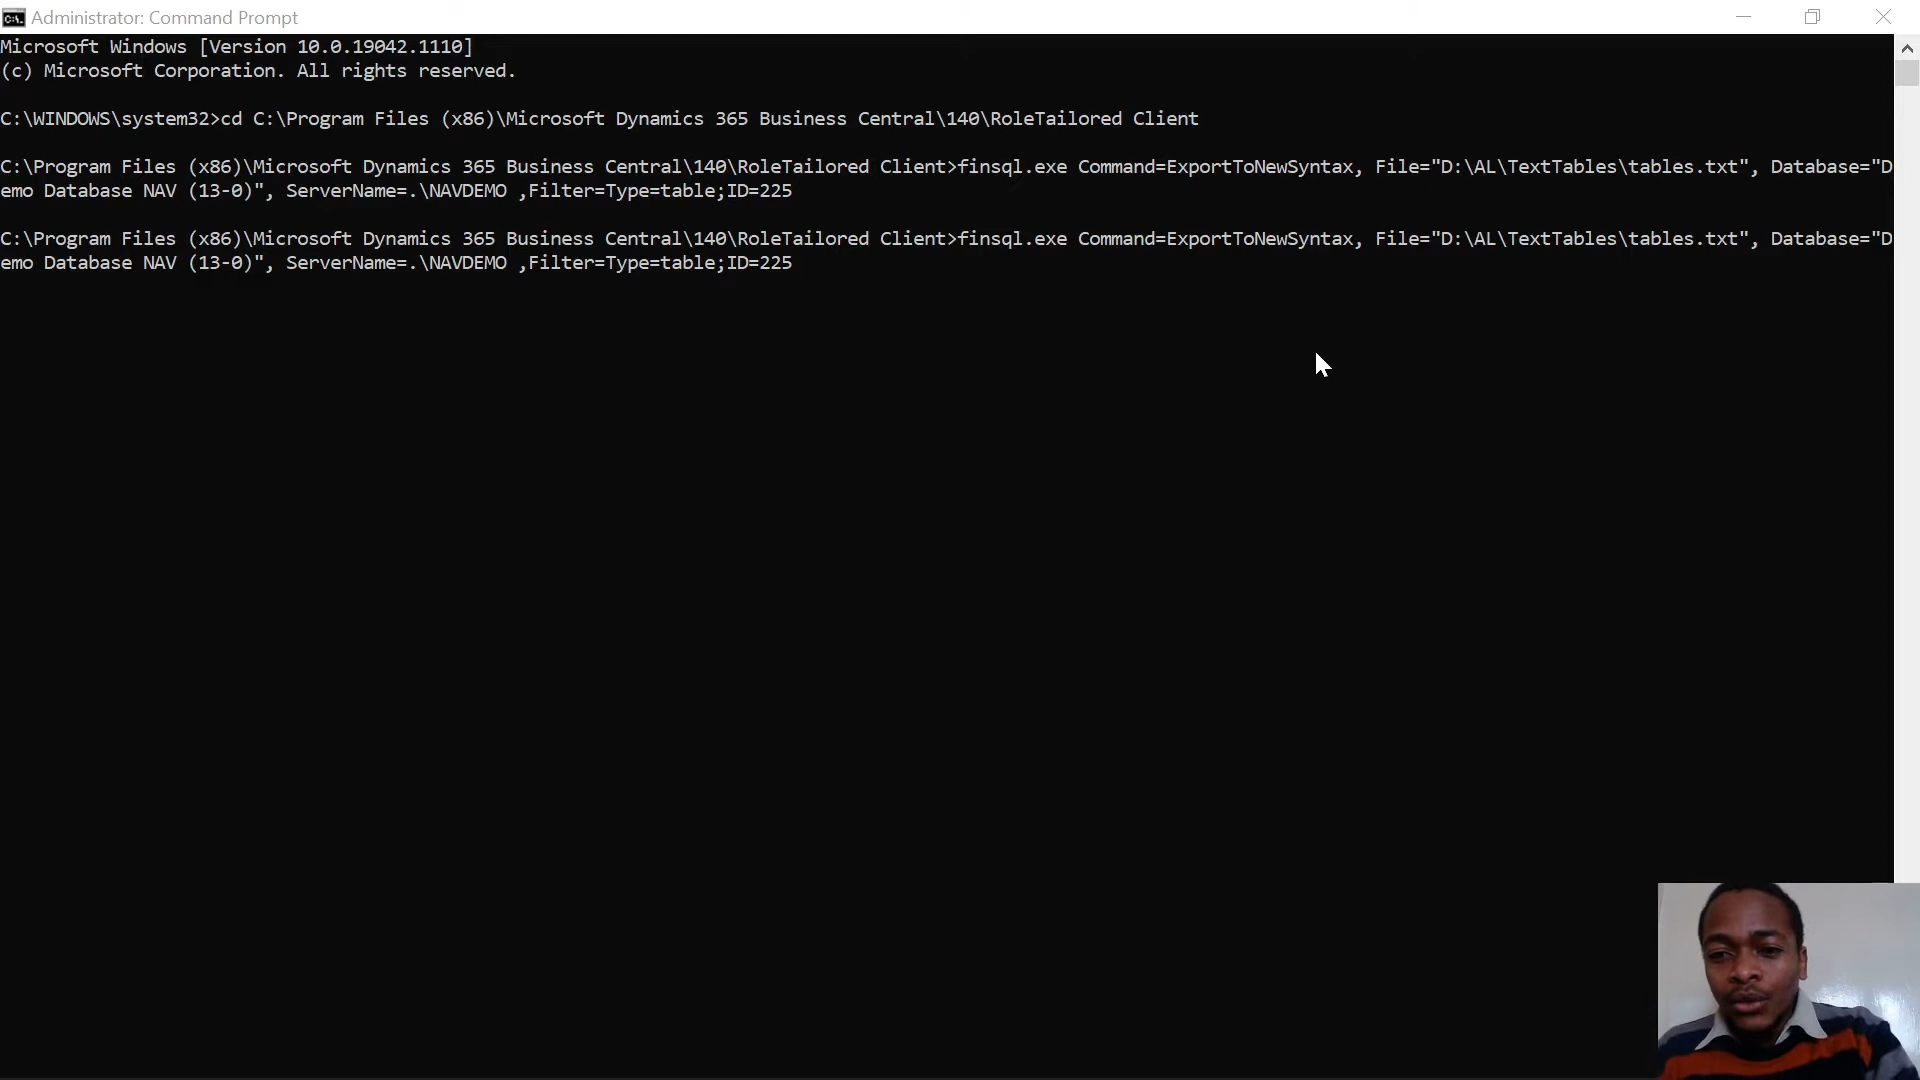 Administrator: Command Prompt
Microsoft Windows [Version 10.0.19042.1110]
(c) Microsoft Corporation. All rights reserved.
C:\WINDOWS\system32>cd C:\Program Files (x86)\Microsoft Dynamics 365 Business Central\140\RoleTailored Client
C:\Program Files (x86)\Microsoft Dynamics 365 Business Central\140\RoleTailored Client>finsql.exe Command=ExportToNewSyntax, File="D:\AL\TextTables\tables.txt", Database="D
emo Database NAV (13-0)", ServerName=.\NAVDEMO ,Filter=Type=table;ID=225
C:\Program Files (x86)\Microsoft Dynamics 365 Business Central\140\RoleTailored Client>finsql.exe Command=ExportToNewSyntax, File="D:\AL\TextTables\tables.txt", Database="D
emo Database NAV (13-0)", ServerName=.\NAVDEMO ,Filter=Type=table;ID=225